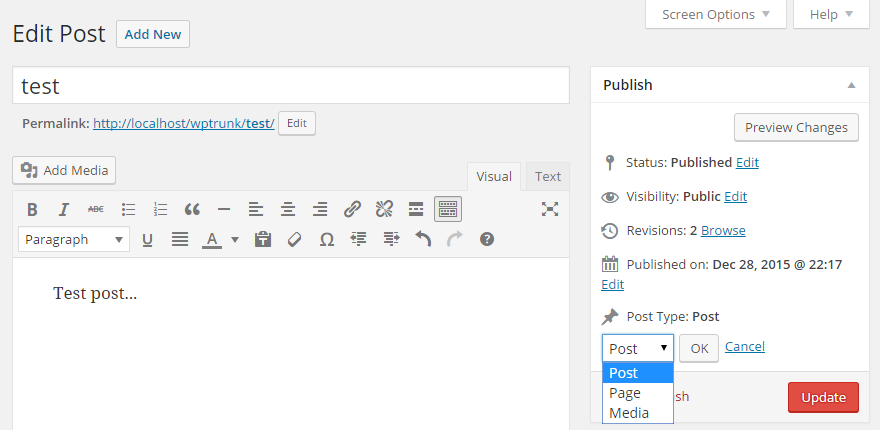 Screen Options Help
Edit Post Add New
test
Permalink: http://localhost/wptrunk/test/ Edit
Add Media
Visual Text
B I ABC
Paragraph U A Ω ?
Test post...
Publish
Preview Changes
Status: Published Edit
Visibility: Public Edit
Revisions: 2 Browse
Published on: Dec 28, 2015 @ 22:17
Edit
Post Type: Post
Post OK Cancel
Post
Page
Media
sh
Update